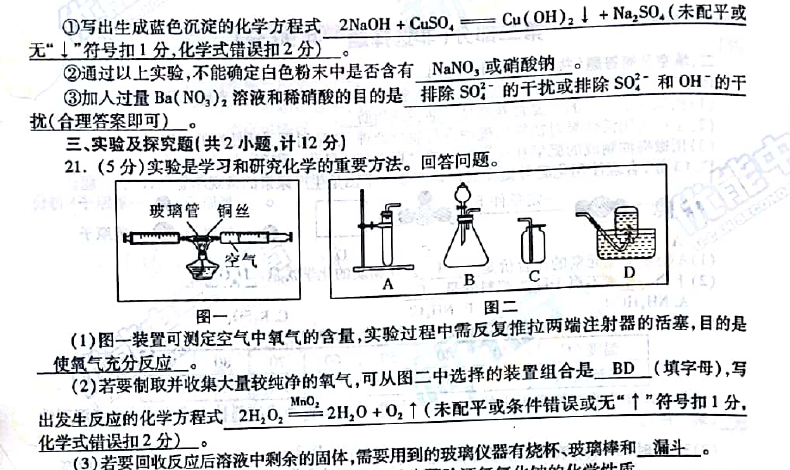 ①写出生成蓝色沉淀的化学方程式 2NaOH + CuSO₄ == Cu(OH)₂↓ + Na₂SO₄(未配平或
无“↓”符号扣1分,化学式错误扣2分) 。
②通过以上实验,不能确定白色粉末中是否含有 NaNO₃或硝酸钠 。
③加人过量 Ba(NO₃)₂ 溶液和稀硝酸的目的是 排除SO₄²⁻ 的干扰或排除SO₄²⁻ 和 OH⁻的干
扰(合理答案即可) 。
三、实验及探究题(共2小题,计12分)
21. (5分)实验是学习和研究化学的重要方法。回答问题。
玻璃管 铜丝
空气
A B C D
图一 图二
(1)图一装置可测定空气中氧气的含量,实验过程中需反复推拉两端注射器的活塞,目的是
使氧气充分反应 。
(2)若要制取并收集大量较纯净的氧气,可从图二中选择的装置组合是 BD (填字母),写
出发生反应的化学方程式 2H₂O₂ ==MnO₂== 2H₂O + O₂↑(未配平或条件错误或无“↑”符号扣1分,
化学式错误扣2分) 。
(3)若要回收反应后溶液中剩余的固体,需要用到的玻璃仪器有烧杯、玻璃棒和 漏斗 。